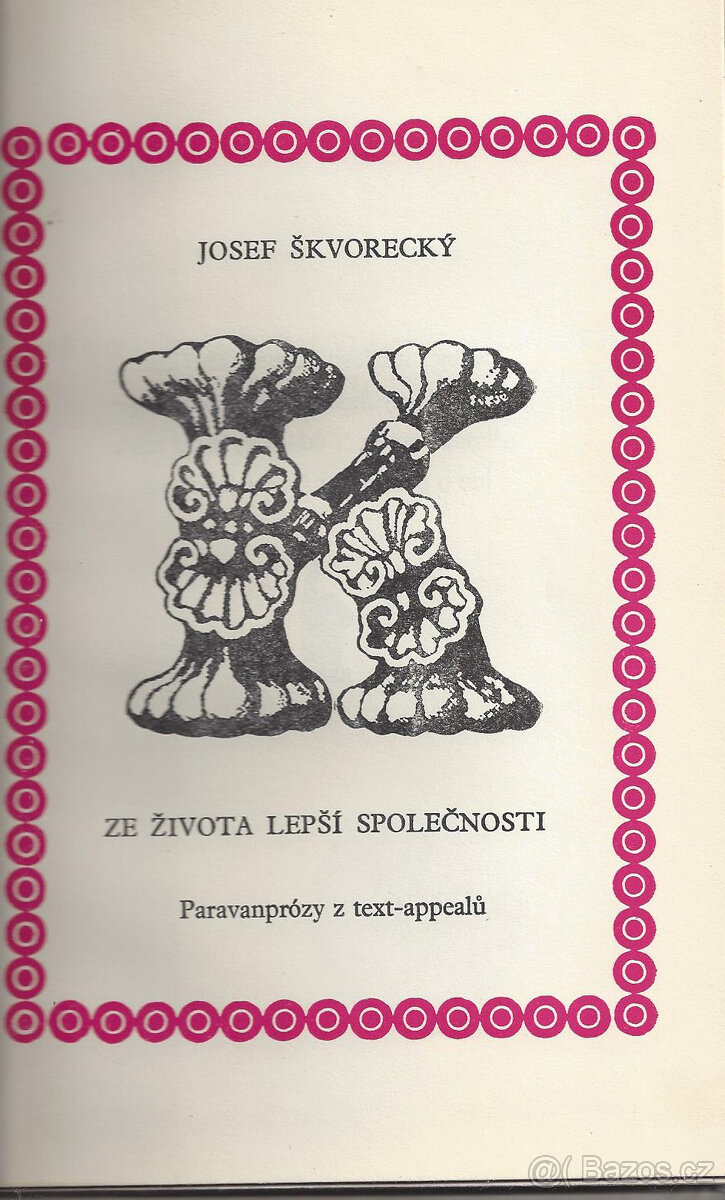 JOSEF ŠKVORECKÝ
K
ZE ŽIVOTA LEPŠÍ SPOLEČNOSTI
Paravanprózy z text-appealů
@( Bazos.cz